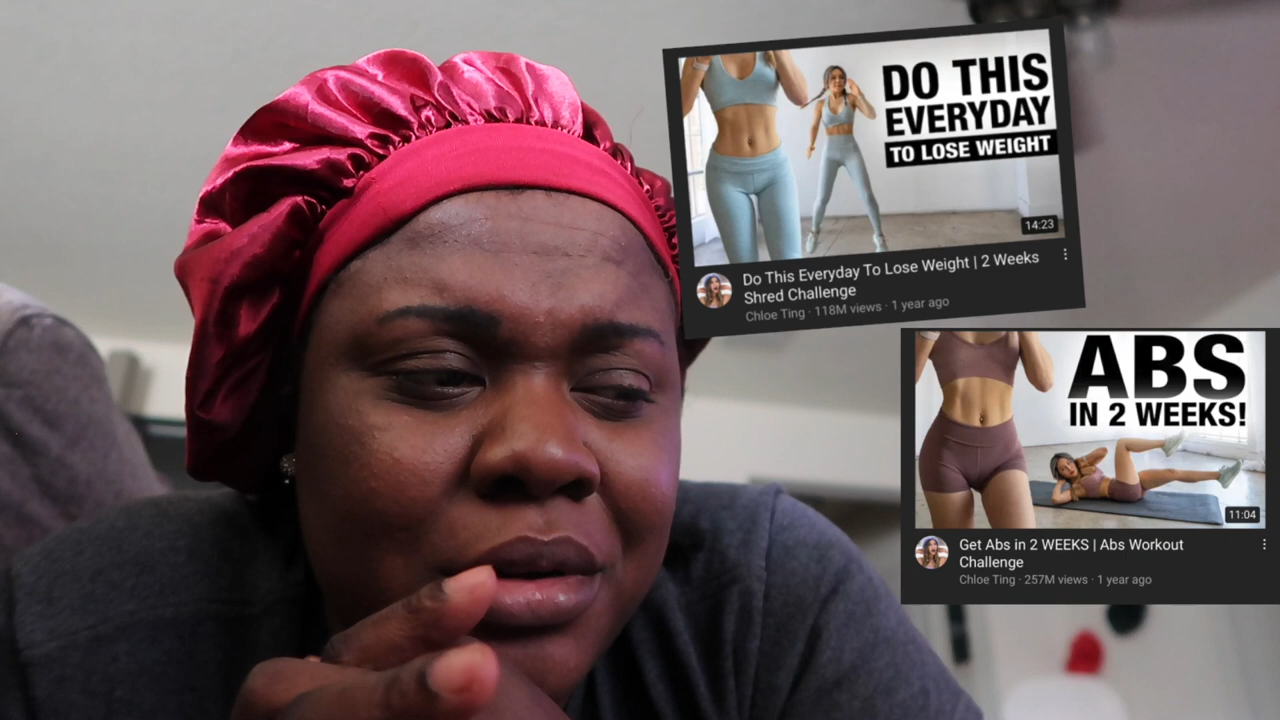 DO THIS
EVERYDAY
TO LOSE WEIGHT
14:23
Do This Everyday To Lose Weight | 2 Weeks
Shred Challenge
Chloe Ting · 118M views · 1 year ago
ABS
IN 2 WEEKS!
11:04
Get Abs in 2 WEEKS | Abs Workout
Challenge
Chloe Ting · 257M views · 1 year ago